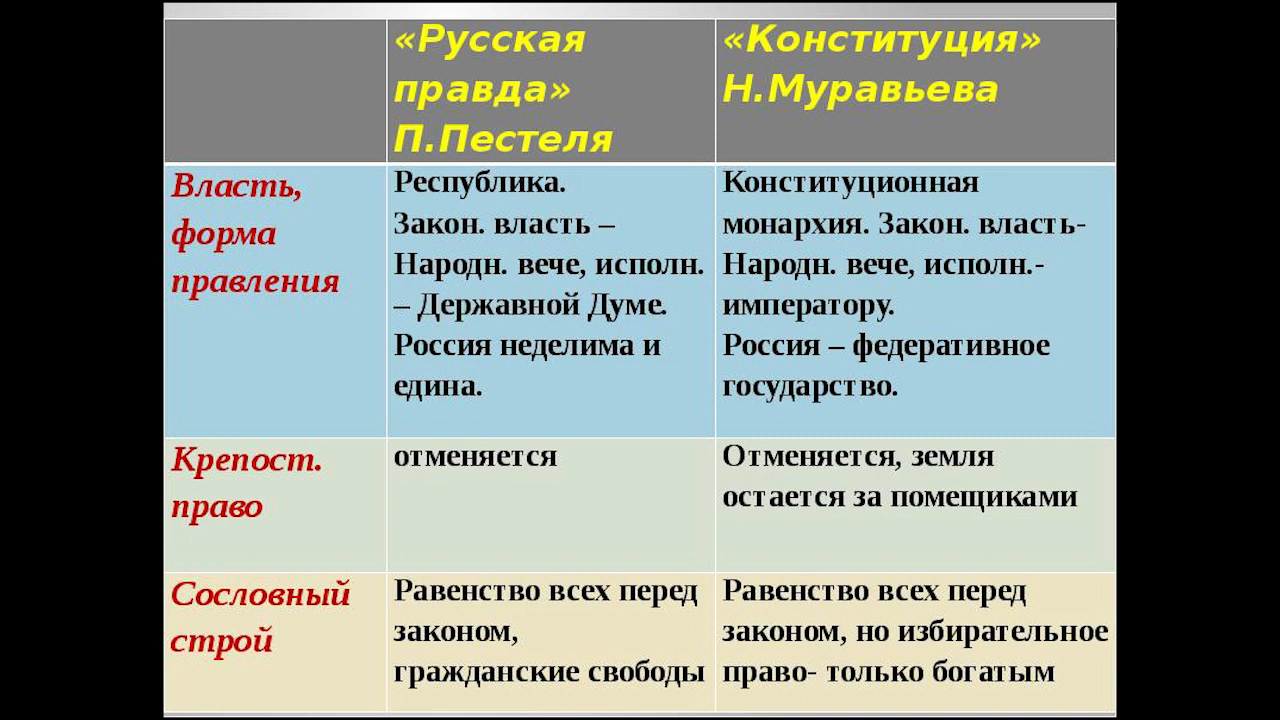 «Русская
правда»
П.Пестеля
«Конституция»
Н.Муравьева
Власть,
форма
правления
Республика.
Закон. власть –
Народн. вече, исполн.
– Державной Думе.
Россия неделима и
едина.
Конституционная
монархия. Закон. власть-
Народн. вече, исполн.-
императору.
Россия – федеративное
государство.
Крепост.
право
отменяется
Отменяется, земля
остается за помещиками
Сословный
строй
Равенство всех перед
законом,
гражданские свободы
Равенство всех перед
законом, но избирательное
право- только богатым